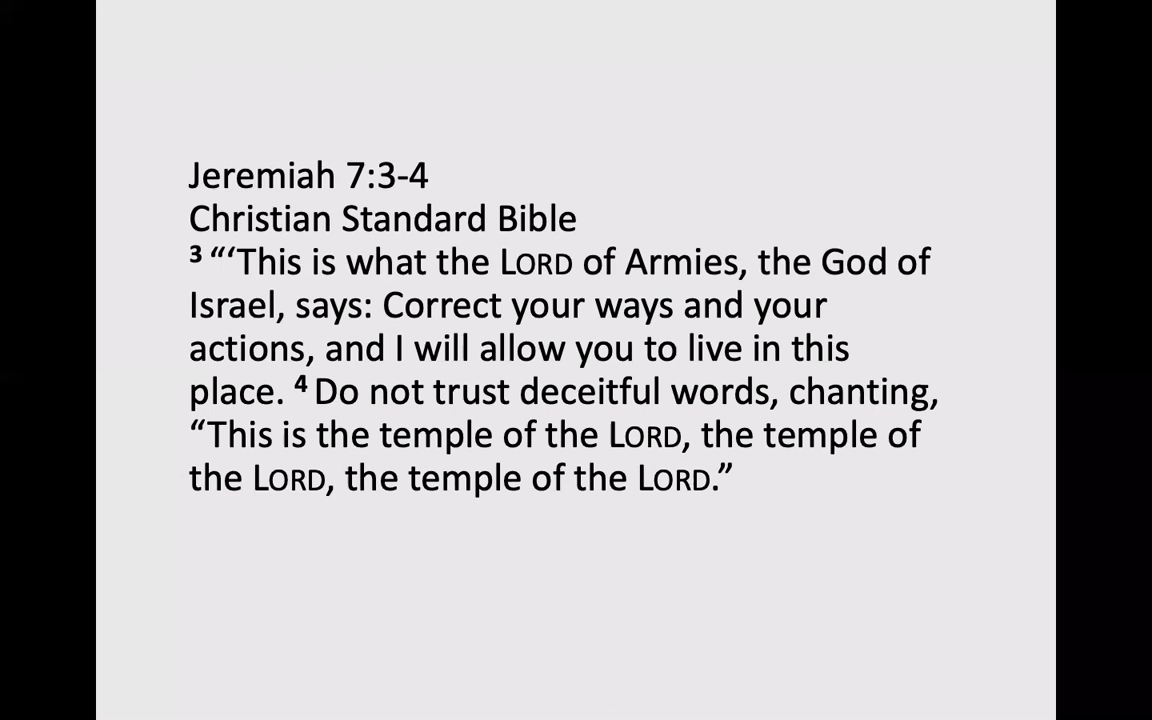 Jeremiah 7:3-4
Christian Standard Bible
3 “‘This is what the LORD of Armies, the God of
Israel, says: Correct your ways and your
actions, and I will allow you to live in this
place. 4 Do not trust deceitful words, chanting,
“This is the temple of the LORD, the temple of
the LORD, the temple of the LORD.”